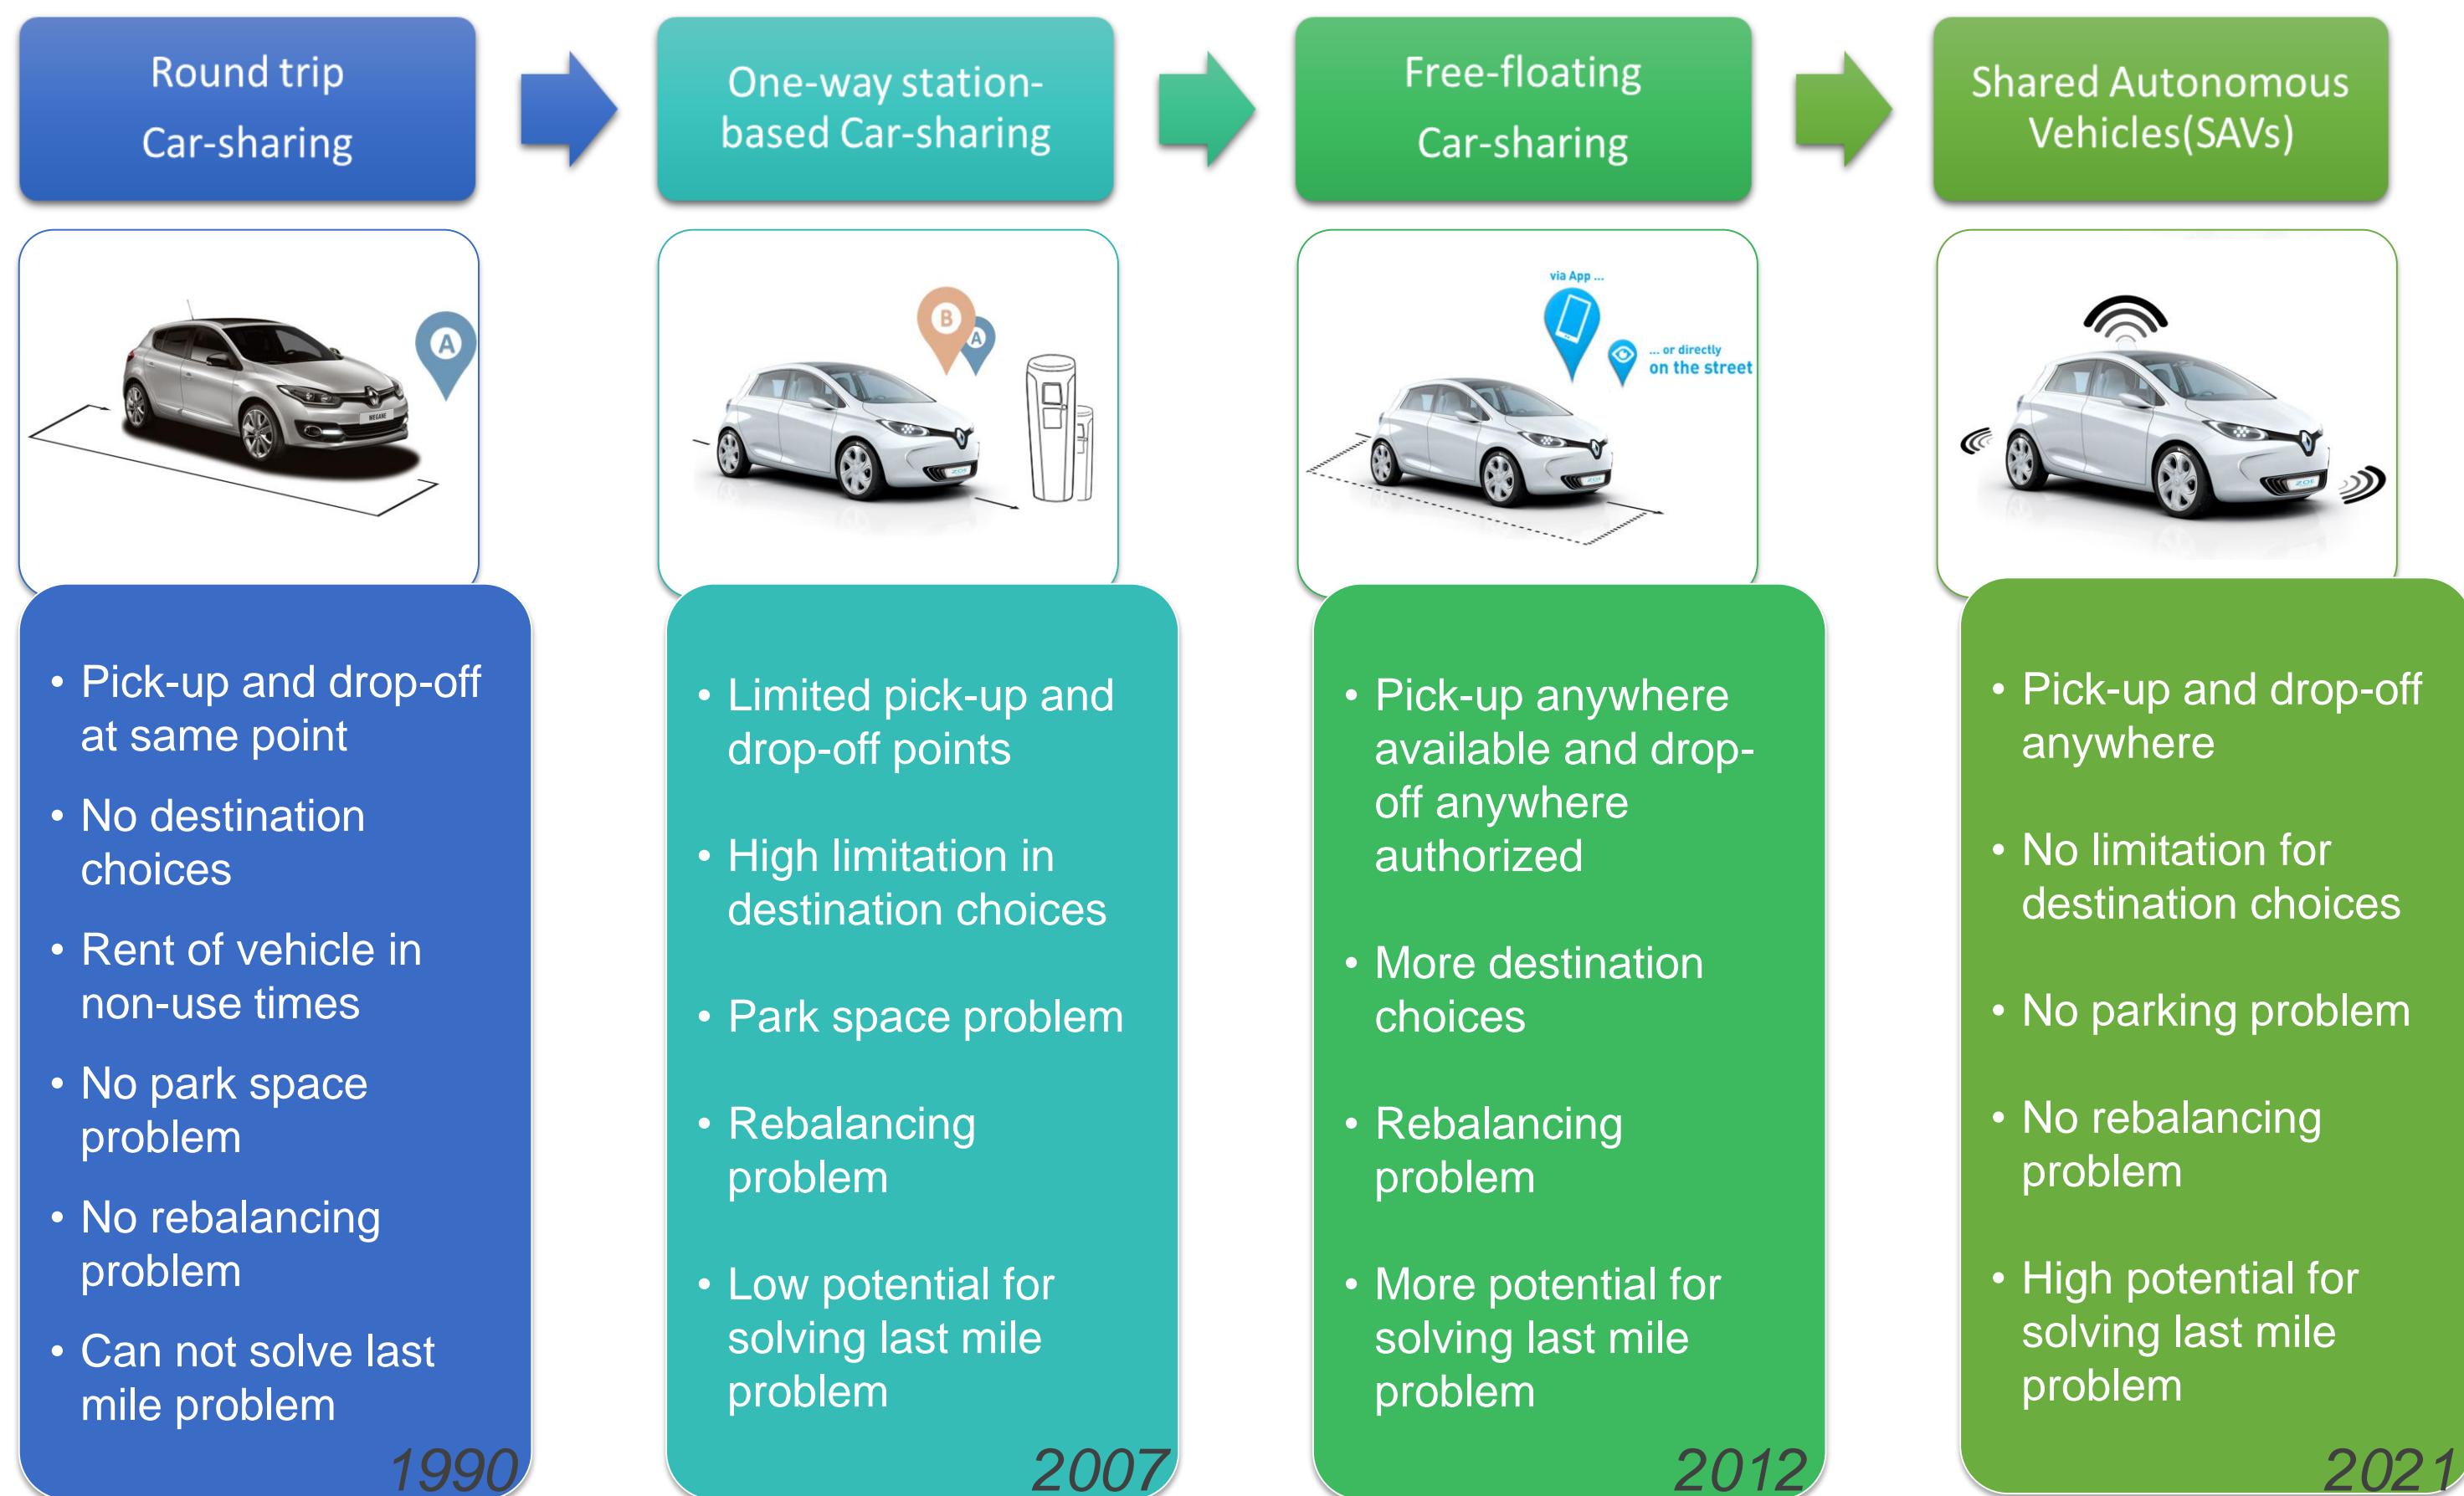 Round trip
Car-sharing
One-way station-
based Car-sharing
Free-floating
Car-sharing
Shared Autonomous
Vehicles(SAVs)
A
MEGANE
B
A
ZOE
via App ...
... or directly
on the street
ZOE
ZOE
• Pick-up and drop-off
at same point
• No destination
choices
• Rent of vehicle in
non-use times
• No park space
problem
• No rebalancing
problem
• Can not solve last
mile problem
1990
• Limited pick-up and
drop-off points
• High limitation in
destination choices
• Park space problem
• Rebalancing
problem
• Low potential for
solving last mile
problem
2007
• Pick-up anywhere
available and drop-
off anywhere
authorized
• More destination
choices
• Rebalancing
problem
• More potential for
solving last mile
problem
2012
• Pick-up and drop-off
anywhere
• No limitation for
destination choices
• No parking problem
• No rebalancing
problem
• High potential for
solving last mile
problem
2021